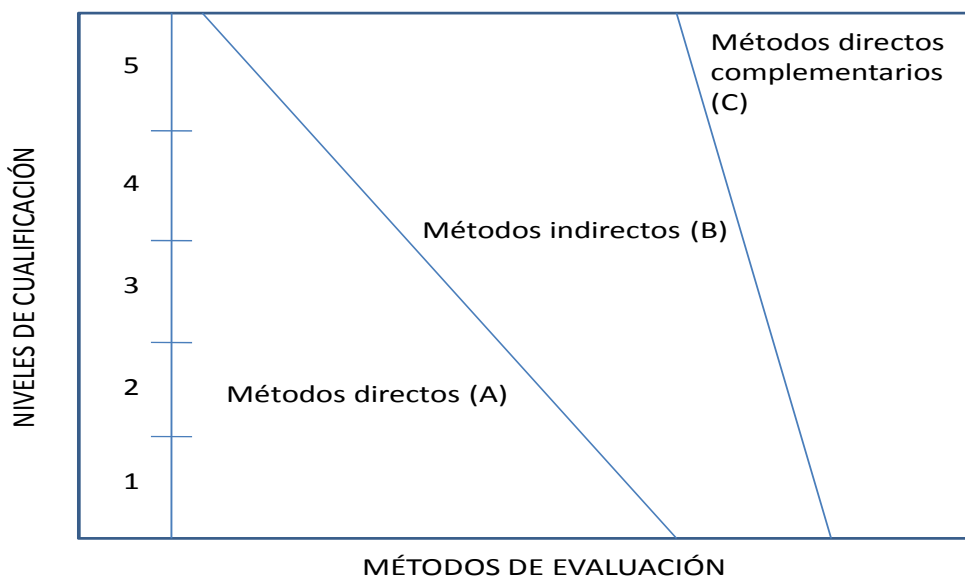 NIVELES DE CUALIFICACIÓN
5
4
3
2
1
Métodos directos
complementarios
(C)
Métodos indirectos (B)
Métodos directos (A)
MÉTODOS DE EVALUACIÓN